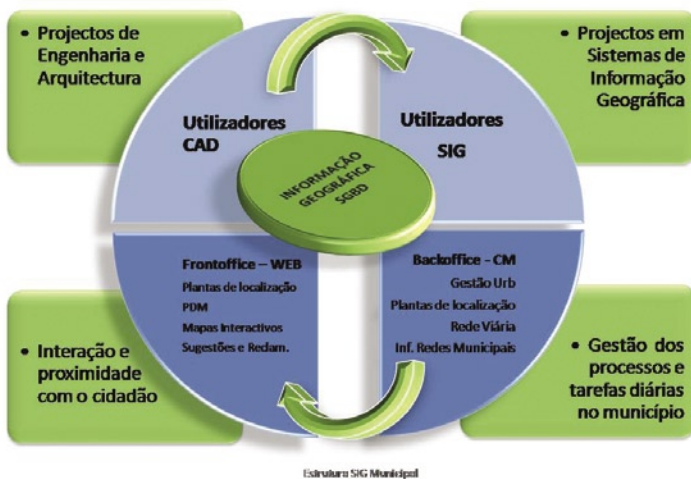 • Projectos de
Engenharia e
Arquitectura
• Projectos em
Sistemas de
Informação
Geográfica
Utilizadores
CAD
Utilizadores
SIG
INFORMAÇÃO
GEOGRÁFICA
SGBD
Frontoffice – WEB
Plantas de localização
PDM
Mapas Interactivos
Sugestões e Reclam.
Backoffice - CM
Gestão Urb
Plantas de localização
Rede Viária
Inf. Redes Municipais
• Interação e
proximidade
com o cidadão
• Gestão dos
processos e
tarefas diárias
no município
Estrutura SIG Municipal